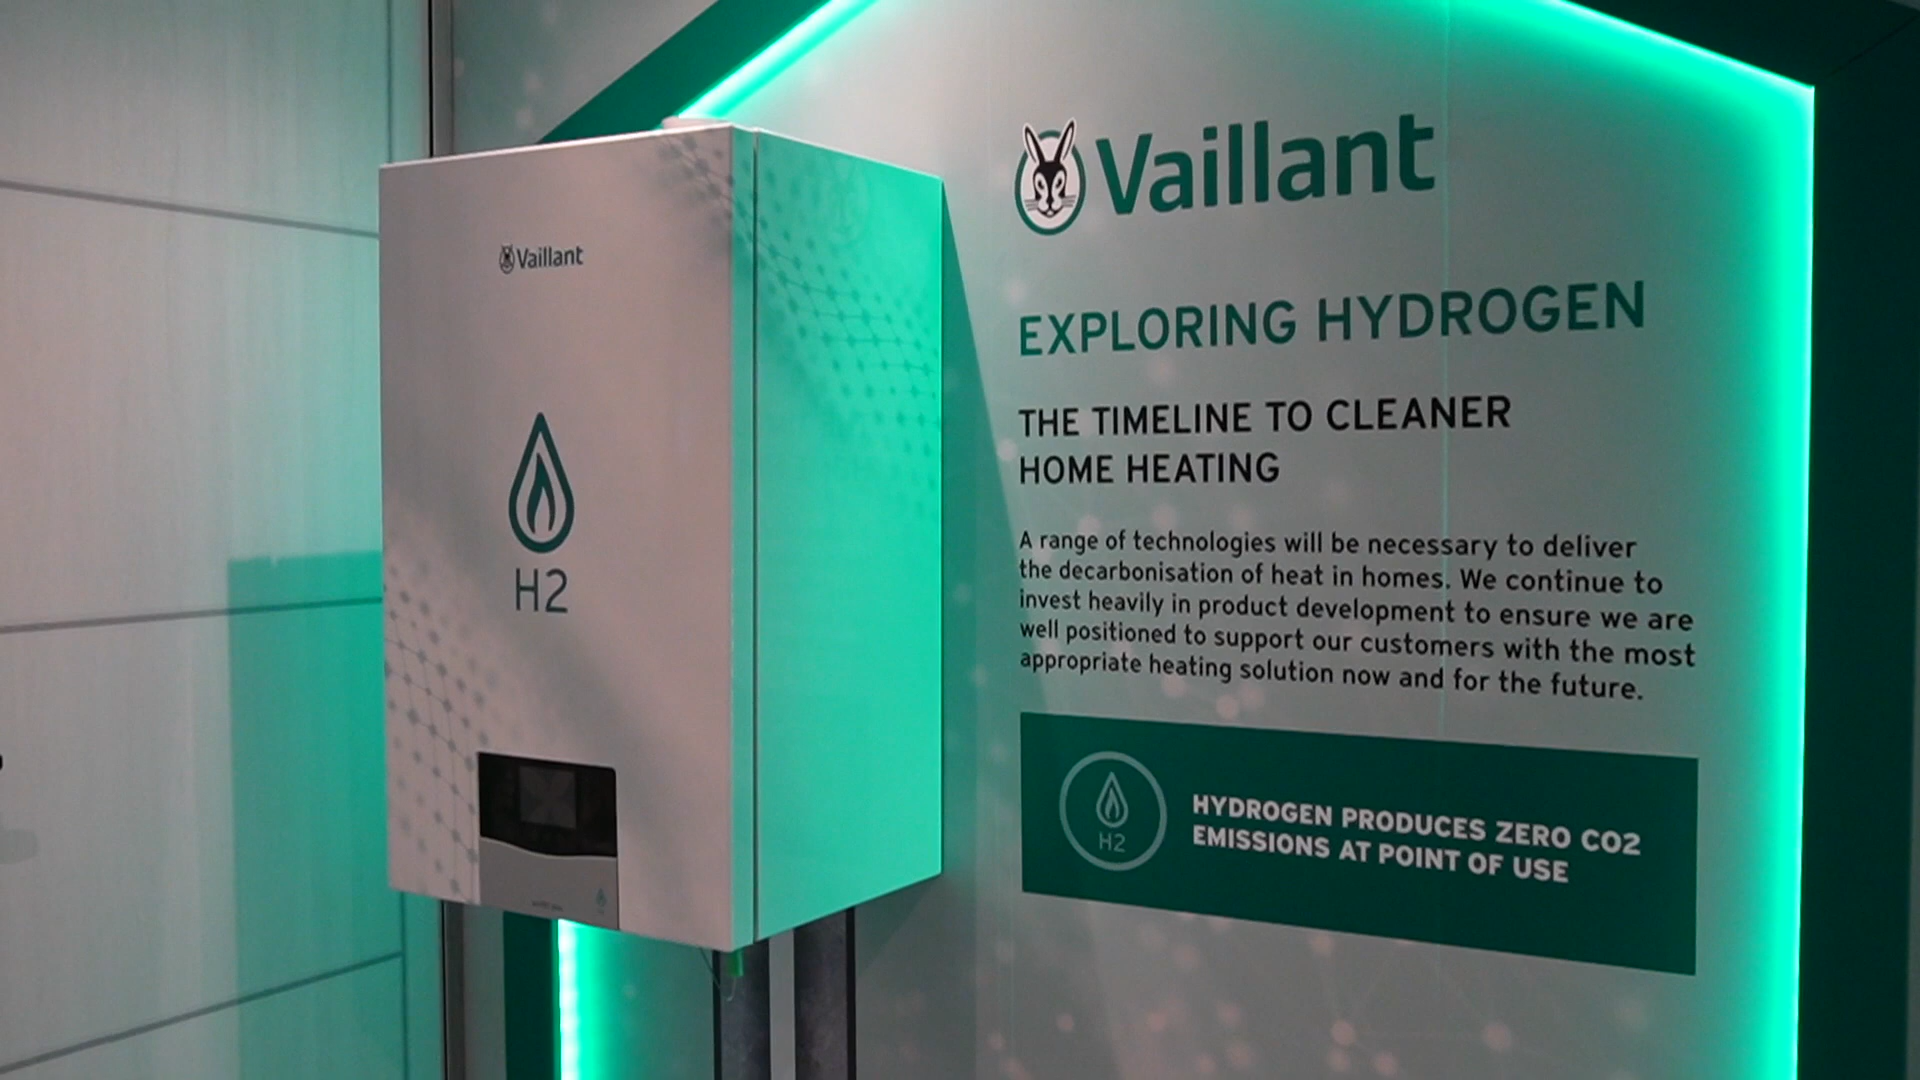 Vaillant
H2
Vaillant
EXPLORING HYDROGEN
THE TIMELINE TO CLEANER
HOME HEATING
A range of technologies will be necessary to deliver
the decarbonisation of heat in homes. We continue to
invest heavily in product development to ensure we are
well positioned to support our customers with the most
appropriate heating solution now and for the future.
H2
HYDROGEN PRODUCES ZERO CO2
EMISSIONS AT POINT OF USE